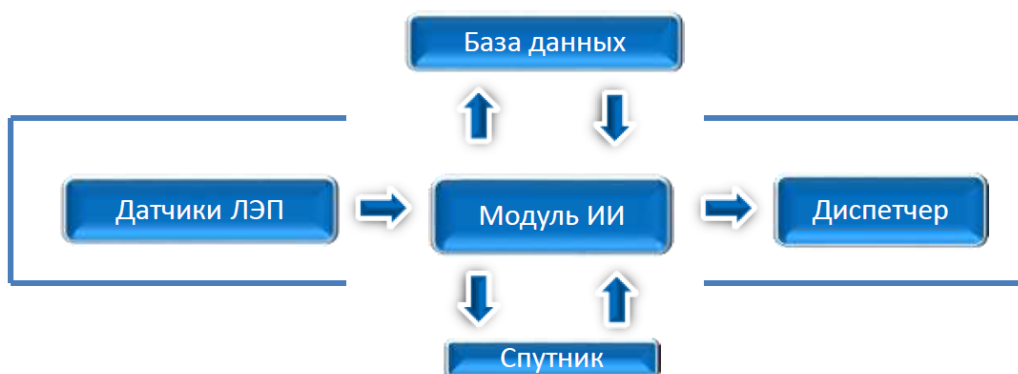 База данных
Датчики ЛЭП
Модуль ИИ
Диспетчер
Спутник